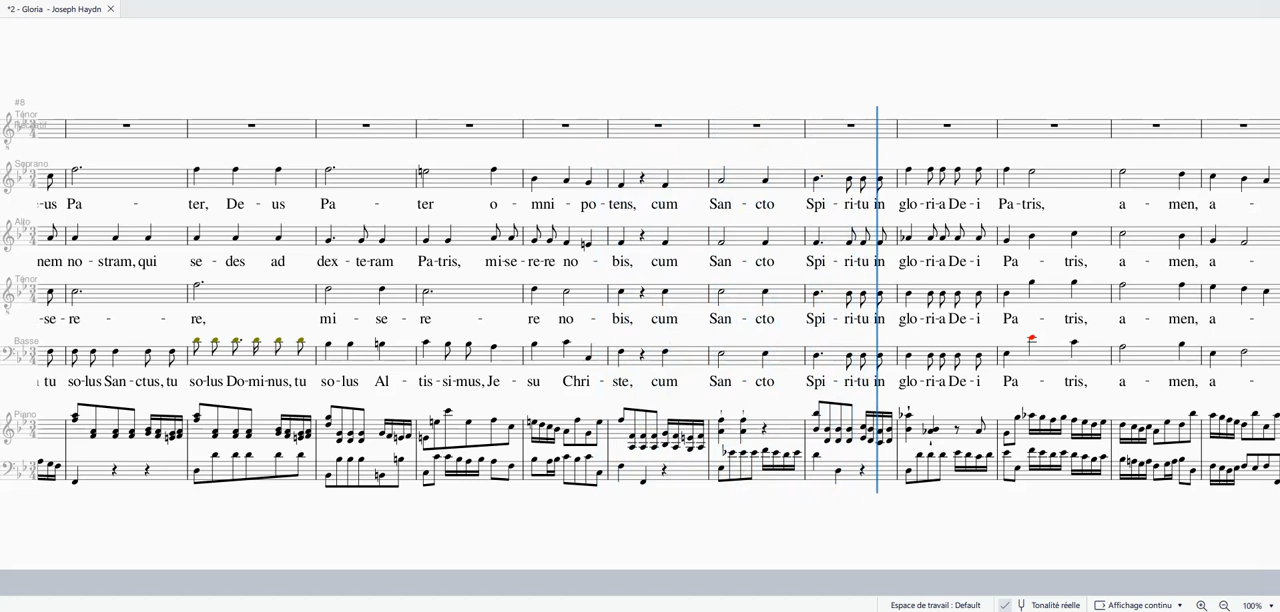 *2 - Gloria - Joseph Haydn
#8
Ténor
Soprano
-us Pa - ter, De - us Pa - ter o - mni - po - tens, cum San - cto Spi - ri - tu in glo - ri - a De - i Pa - tris, a - men, a -
Alto
nem no - stram, qui se - des ad dex - te - ram Pa - tris, mi - se - re - re no - bis, cum San - cto Spi - ri - tu in glo - ri - a De - i Pa - tris, a - men, a -
Ténor
-se - re - re, mi - se - re - re no - bis, cum San - cto Spi - ri - tu in glo - ri - a De - i Pa - tris, a - men, a -
Basse
tu so - lus San - ctus, tu so - lus Do - mi - nus, tu so - lus Al - tis - si - mus, Je - su Chri - ste, cum San - cto Spi - ri - tu in glo - ri - a De - i Pa - tris, a - men, a -
Piano
Espace de travail : Default Tonalité réelle Affichage continu 100%